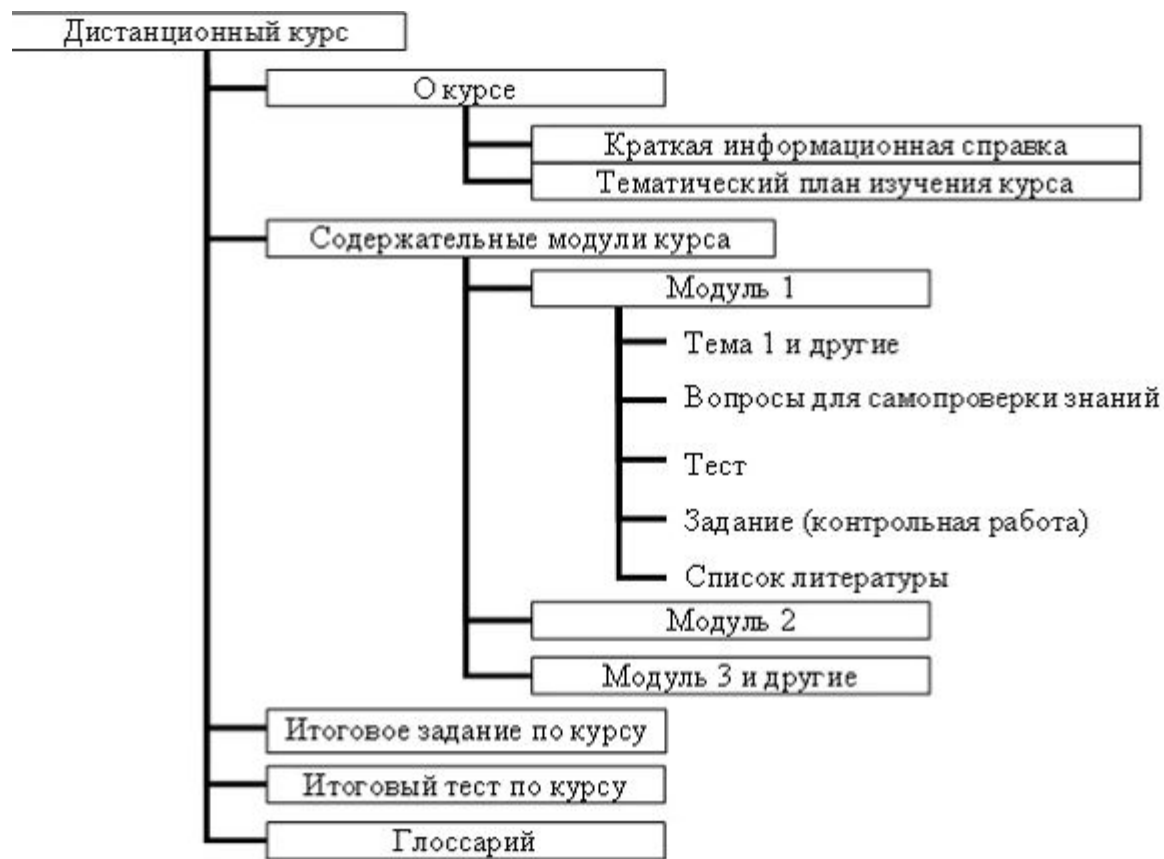 Дистанционный курс
О курсе
Краткая информационная справка
Тематический план изучения курса
Содержательные модули курса
Модуль 1
Тема 1 и другие
Вопросы для самопроверки знаний
Тест
Задание (контрольная работа)
Список литературы
Модуль 2
Модуль 3 и другие
Итоговое задание по курсу
Итоговый тест по курсу
Глоссарий